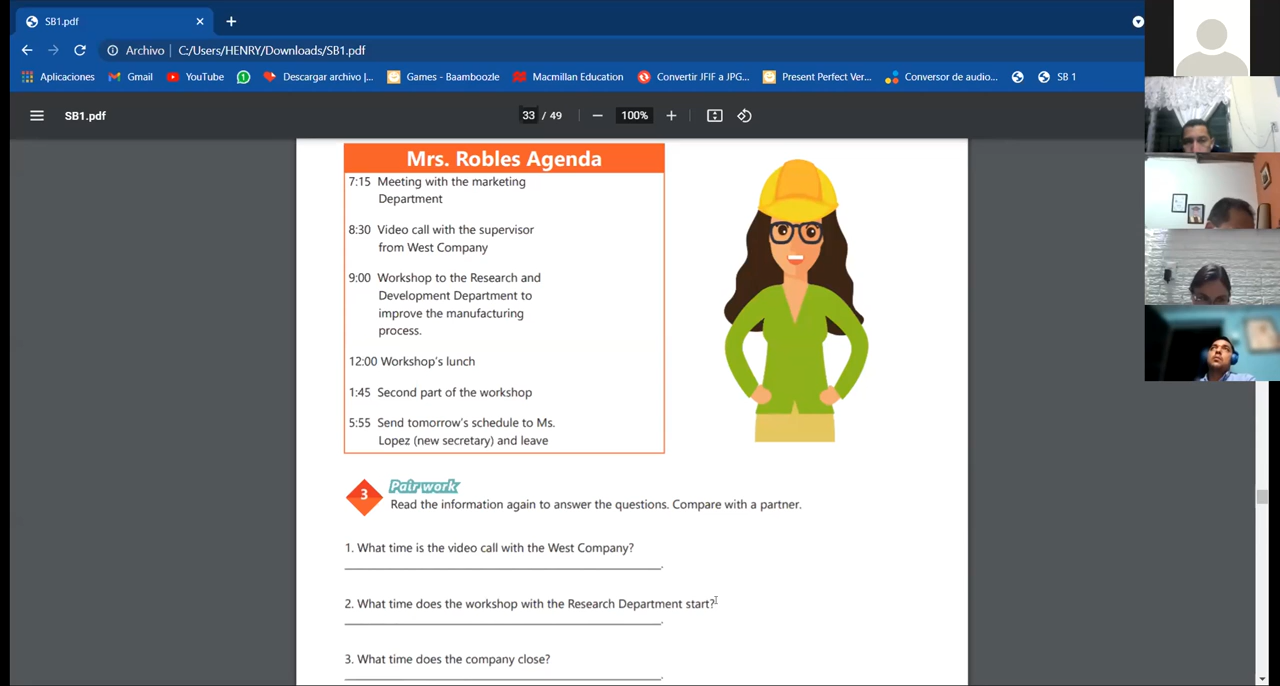 SB1.pdf
Archivo C:/Users/HENRY/Downloads/SB1.pdf
Aplicaciones Gmail YouTube 1 Descargar archivo |... Games - Baamboozle Macmillan Education Convertir JFIF a JPG... Present Perfect Ver... Conversor de audio... SB 1
SB1.pdf 33 / 49 100%
Mrs. Robles Agenda
7:15 Meeting with the marketing
Department
8:30 Video call with the supervisor
from West Company
9:00 Workshop to the Research and
Development Department to
improve the manufacturing
process.
12:00 Workshop's lunch
1:45 Second part of the workshop
5:55 Send tomorrow's schedule to Ms.
Lopez (new secretary) and leave
3 Pair work
Read the information again to answer the questions. Compare with a partner.
1. What time is the video call with the West Company?
2. What time does the workshop with the Research Department start?
3. What time does the company close?